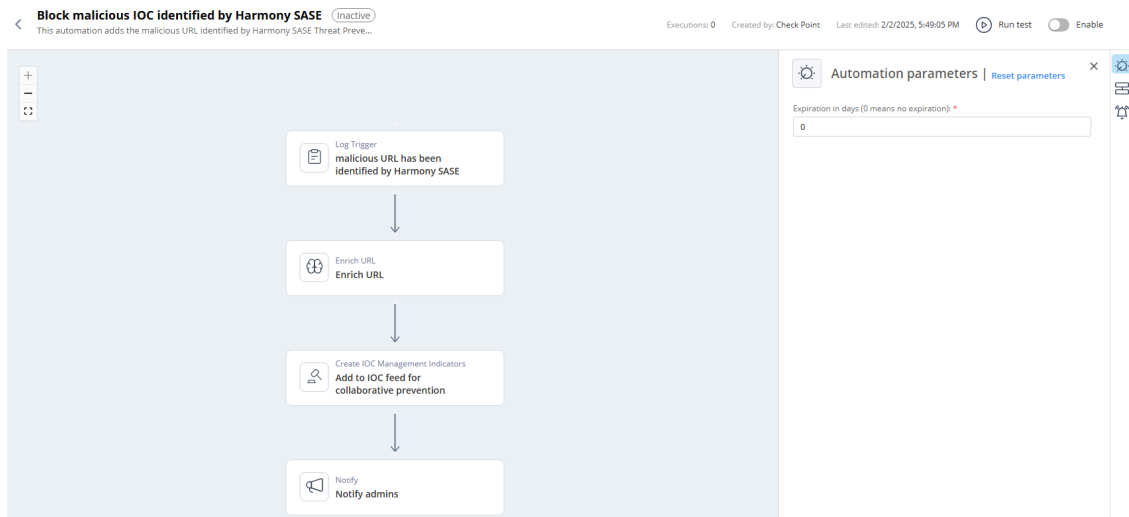 Block malicious IOC identified by Harmony SASE
Inactive
This automation adds the malicious URL identified by Harmony SASE Threat Preve...
Executions: 0
Created by: Check Point
Last edited: 2/2/2025, 5:49:05 PM
Run test
Enable
Log Trigger
malicious URL has been
identified by Harmony SASE
Enrich URL
Enrich URL
Create IOC Management Indicators
Add to IOC feed for
collaborative prevention
Notify
Notify admins
Automation parameters | Reset parameters
Expiration in days (0 means no expiration): *
0